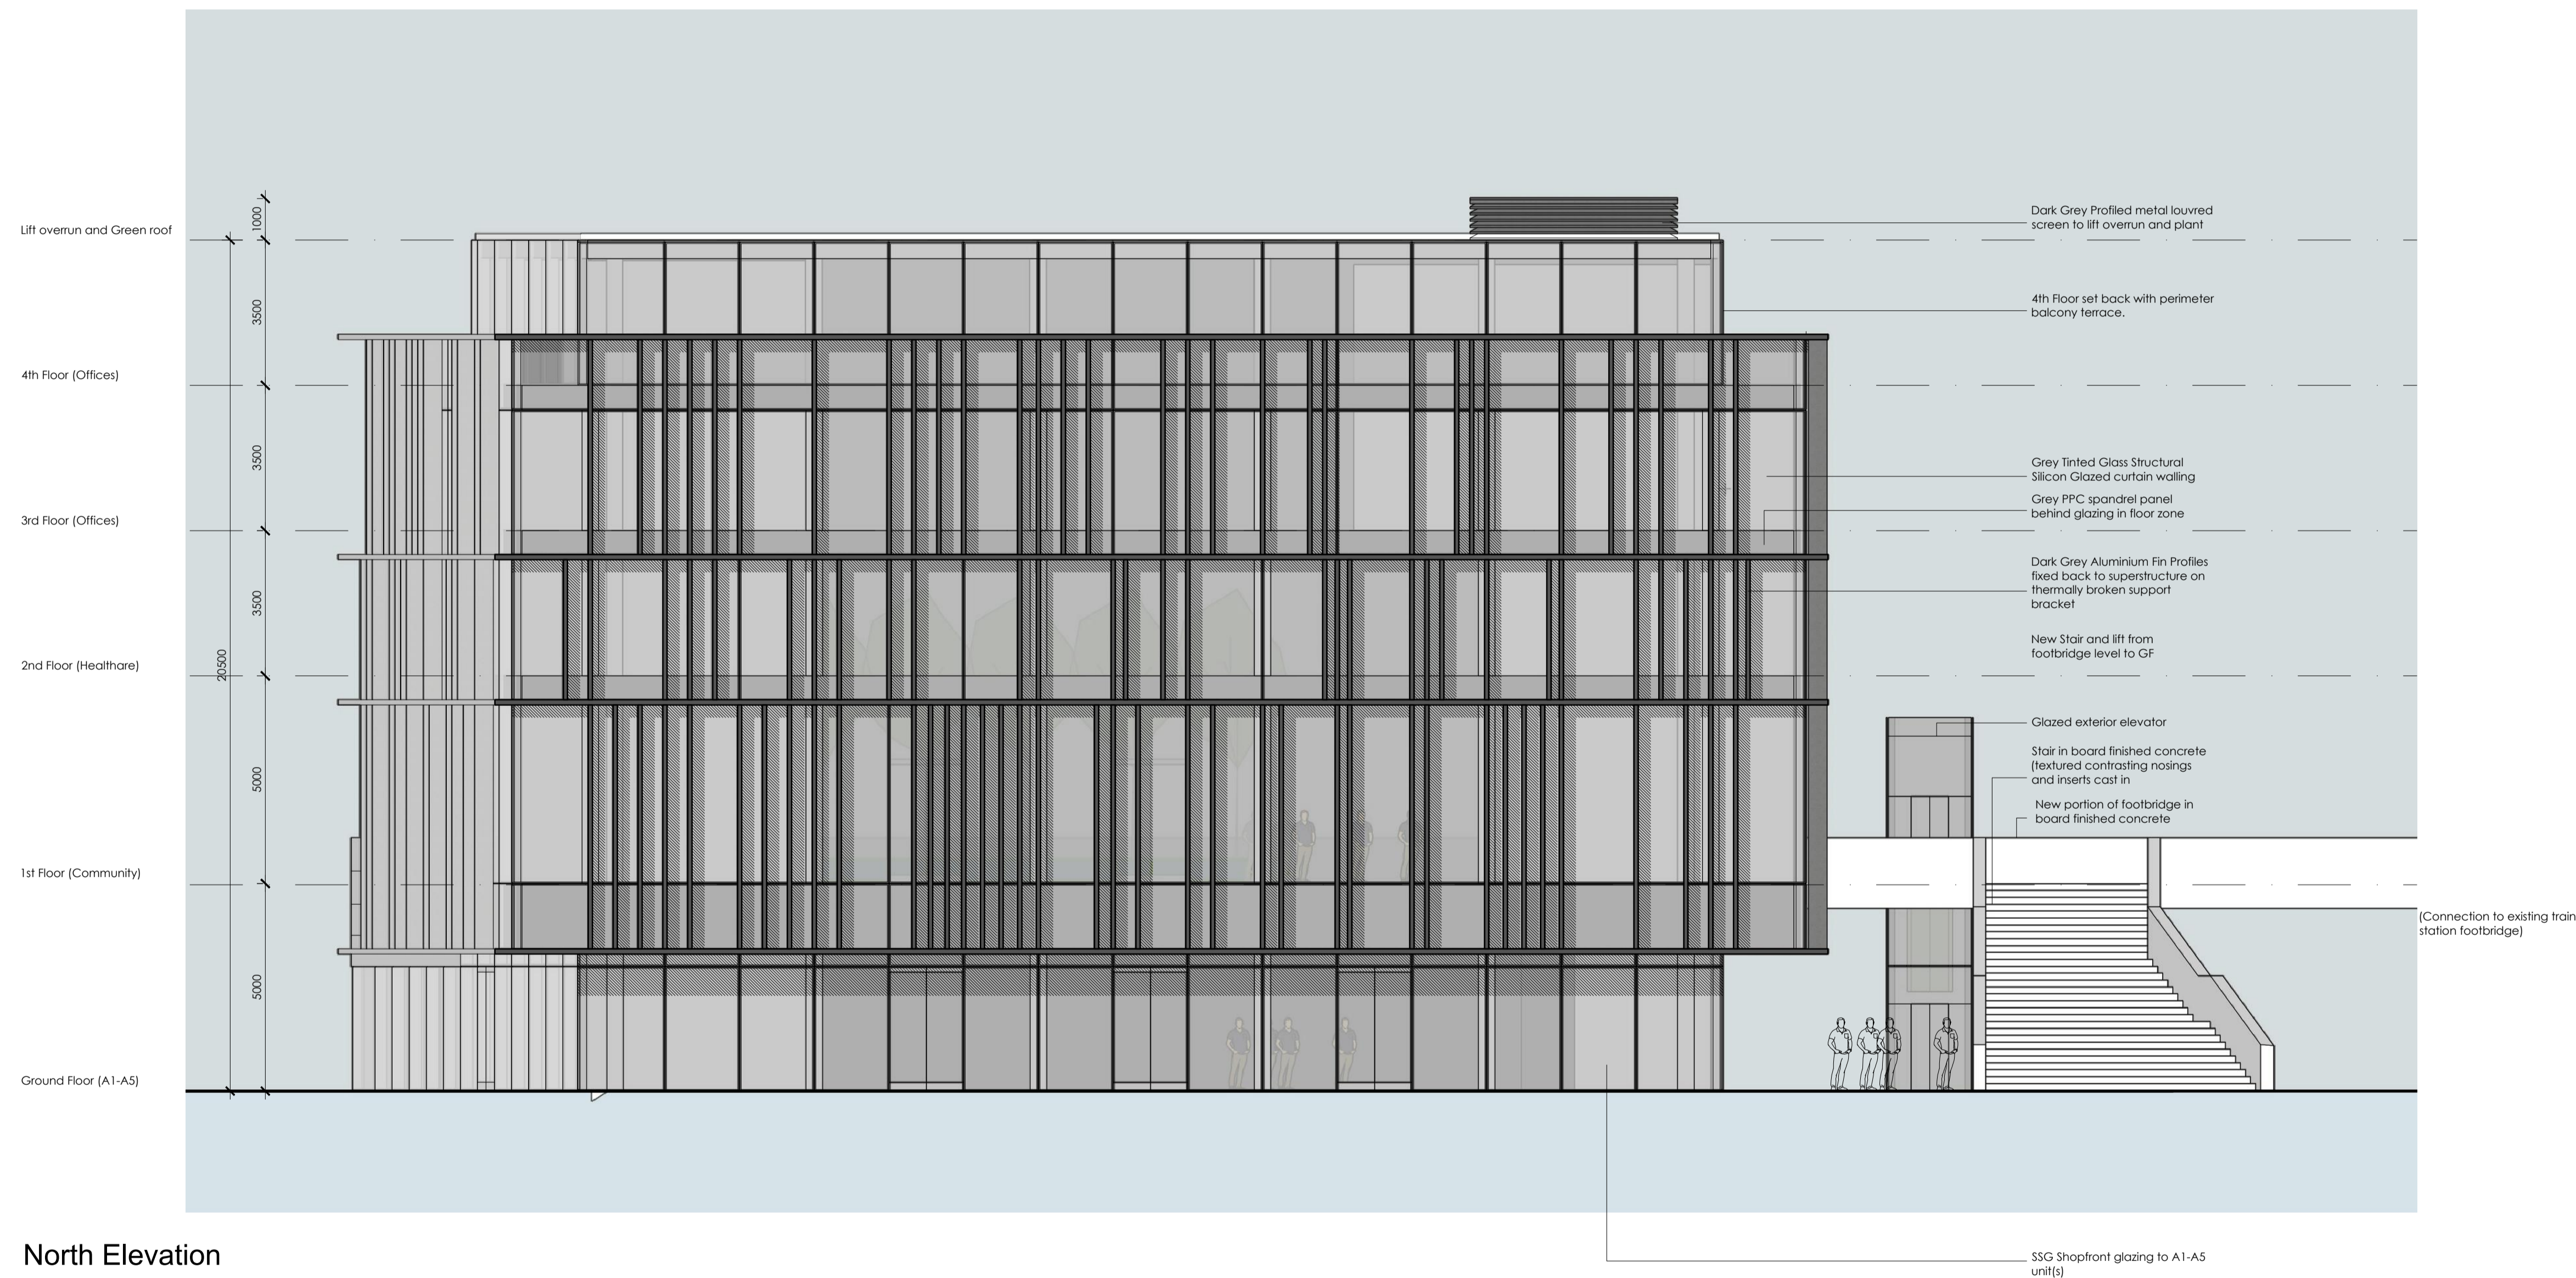 Lift overrun and Green roof
4th Floor (Offices)
3rd Floor (Offices)
2nd Floor (Healthare)
1st Floor (Community)
Ground Floor (A1-A5)
1000
3500
3500
3500
5000
5000
20500
Dark Grey Profiled metal louvred
screen to lift overrun and plant
4th Floor set back with perimeter
balcony terrace.
Grey Tinted Glass Structural
Silicon Glazed curtain walling
Grey PPC spandrel panel
behind glazing in floor zone
Dark Grey Aluminium Fin Profiles
fixed back to superstructure on
thermally broken support
bracket
New Stair and lift from
footbridge level to GF
Glazed exterior elevator
Stair in board finished concrete
(textured contrasting nosings
and inserts cast in
New portion of footbridge in
board finished concrete
(Connection to existing train
station footbridge)
SSG Shopfront glazing to A1-A5
unit(s)
North Elevation